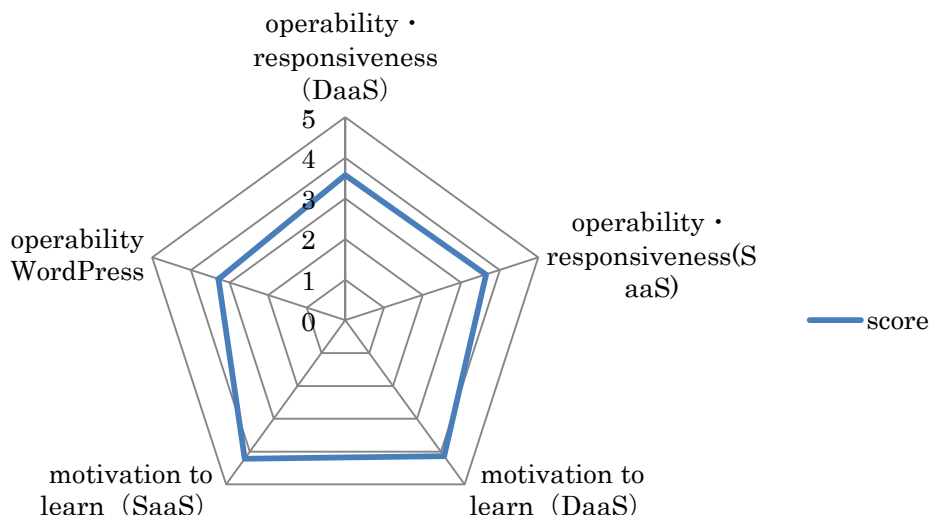 operability・
responsiveness
（DaaS）
5
4
3
2
1
0
operability・
responsiveness(S
aaS)
operability
WordPress
score
motivation to
learn（SaaS）
motivation to
learn（DaaS）